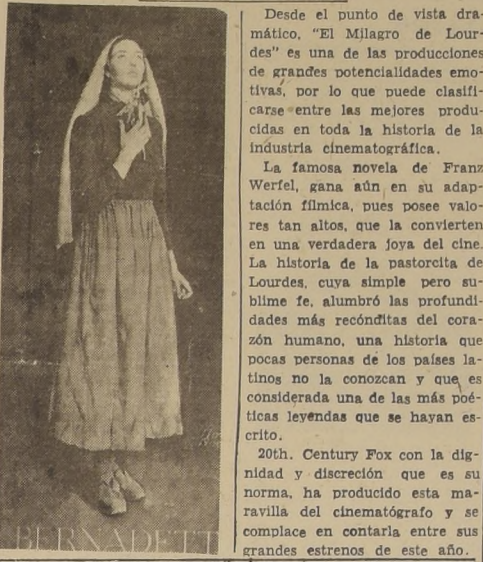 BERNADETT
Desde el punto de vista dra-
mático, "El Milagro de Lour-
des" es una de las producciones
de grandes potencialidades emo-
tivas, por lo que puede clasifi-
carse entre las mejores produ-
cidas en toda la historia de la
industria cinematográfica.
La famosa novela de Franz
Werfel, gana aún en su adap-
tación fílmica, pues posee valo-
res tan altos, que la convierten
en una verdadera joya del cine.
La historia de la pastorcita de
Lourdes, cuya simple pero su-
blime fe, alumbró las profundi-
dades más recónditas del cora-
zón humano, una historia que
pocas personas de los países la-
tinos no la conozcan y que es
considerada una de las más poé-
ticas leyendas que se hayan es-
crito.
20th. Century Fox con la dig-
nidad y discreción que es su
norma, ha producido esta ma-
ravilla del cinematógrafo y se
complace en contarla entre sus
grandes estrenos de este año.